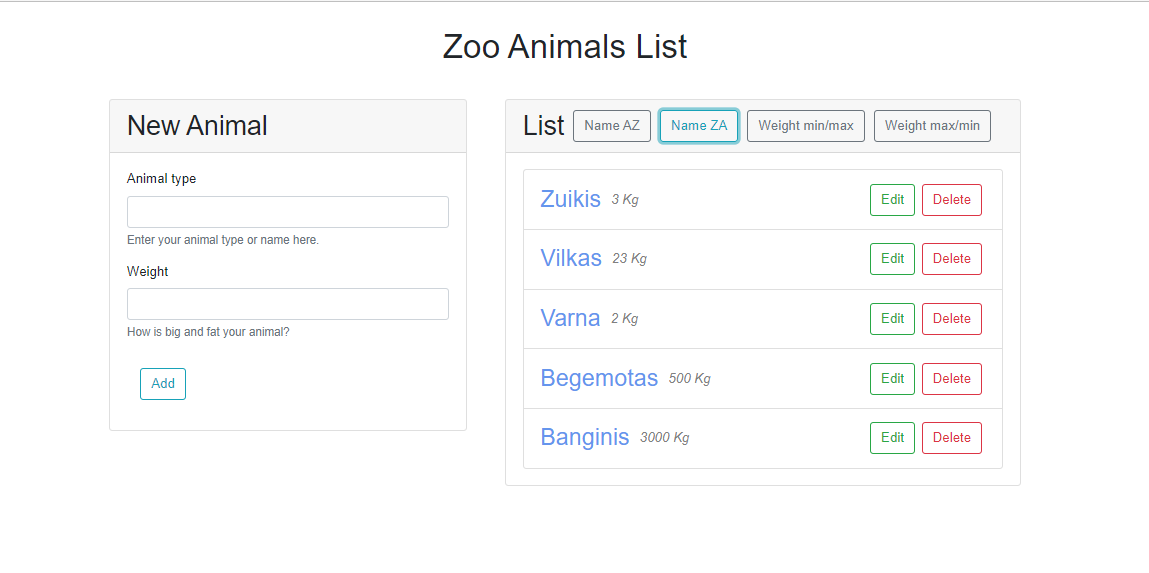 Zoo Animals List
New Animal
Animal type
Enter your animal type or name here.
Weight
How is big and fat your animal?
Add
List Name AZ Name ZA Weight min/max Weight max/min
Zuikis 3 Kg Edit Delete
Vilkas 23 Kg Edit Delete
Varna 2 Kg Edit Delete
Begemotas 500 Kg Edit Delete
Banginis 3000 Kg Edit Delete